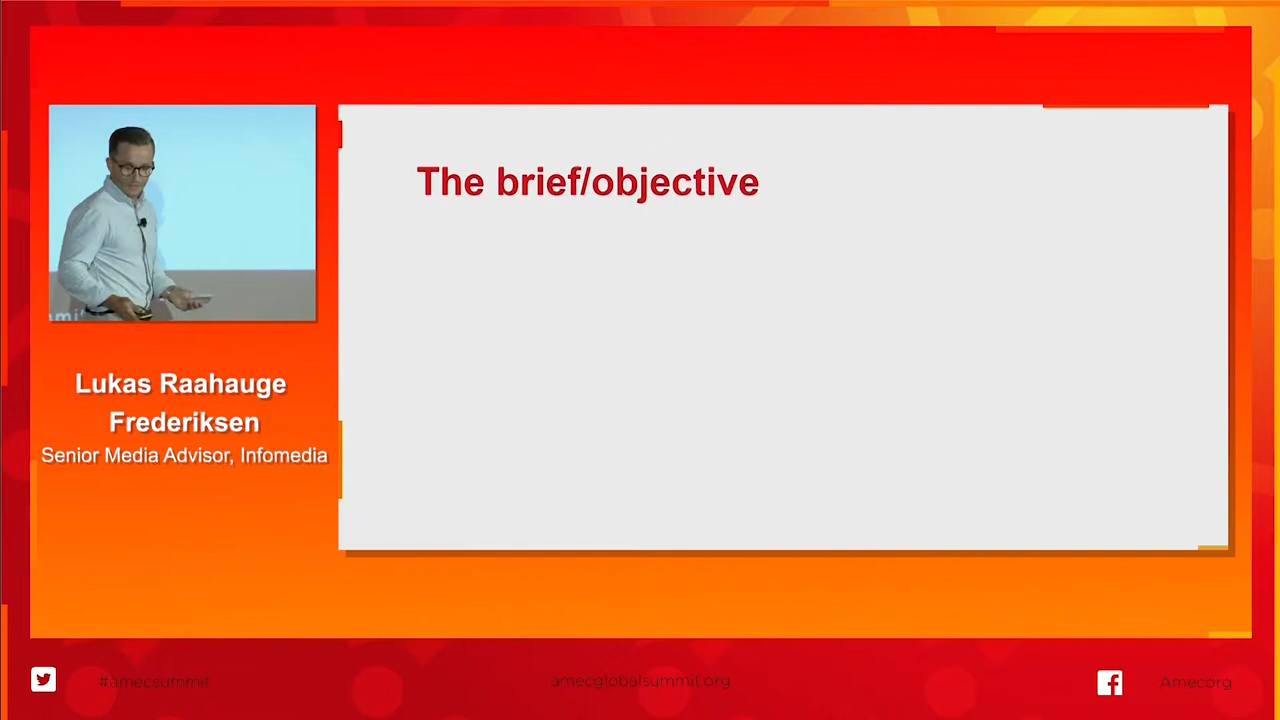 The brief/objective
Lukas Raahauge
Frederiksen
Senior Media Advisor, Infomedia
#amecsummit
amecglobalsummit.org
Amecorg